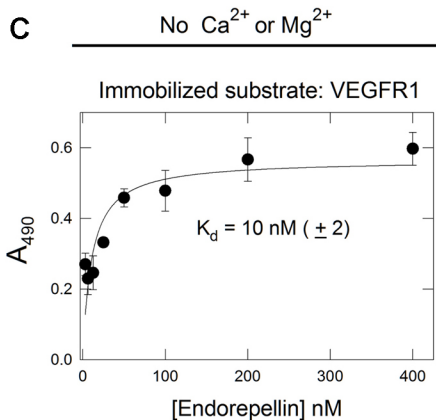 C
No Ca²⁺ or Mg²⁺
Immobilized substrate: VEGFR1
0.6
0.4
0.2
0.0
A₄₉₀
K_d = 10 nM ( ± 2)
0 100 200 300 400
[Endorepellin] nM